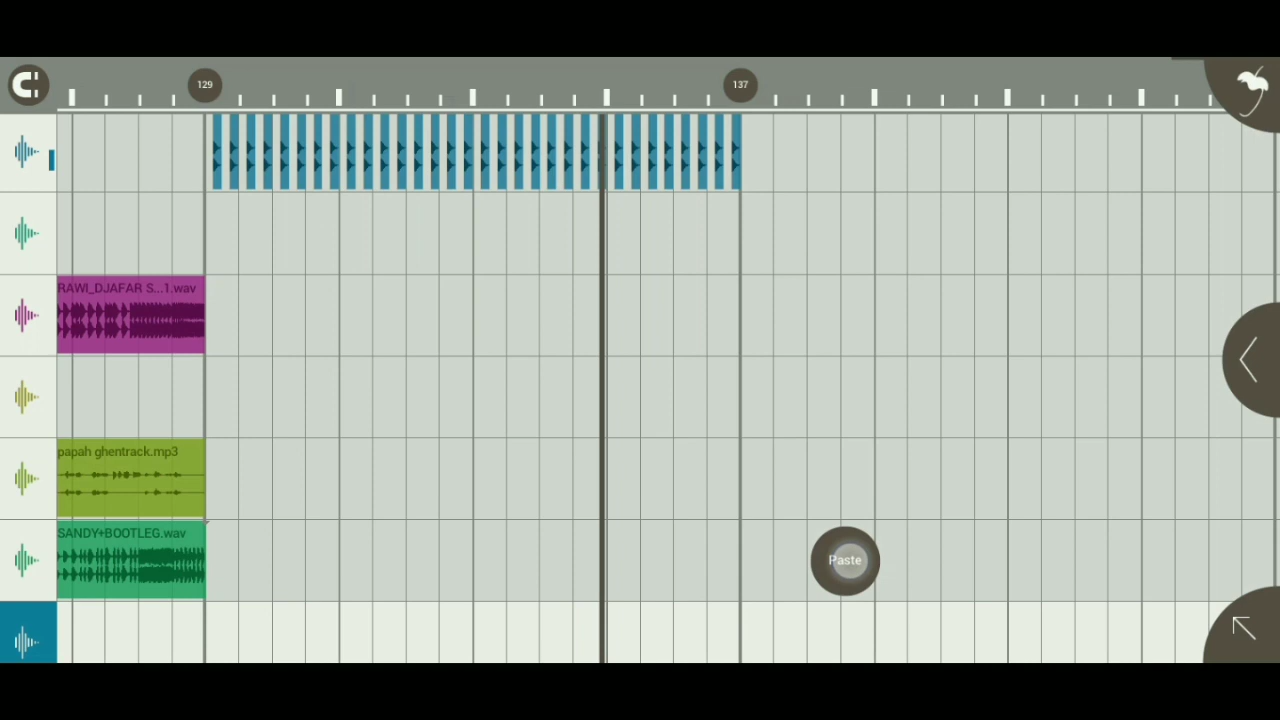 129
137
RAWI_DJAFAR S...1.wav
papah ghentrack.mp3
SANDY+BOOTLEG.wav
Paste